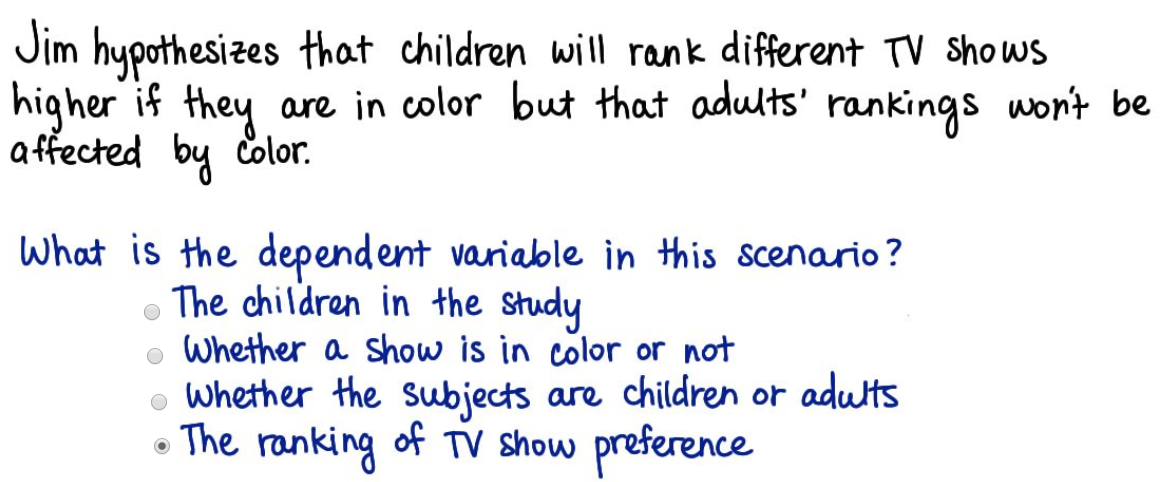 Jim hypothesizes that children will rank different TV shows
higher if they are in color but that adults' rankings won't be
affected by color.
What is the dependent variable in this scenario?
The children in the study
Whether a show is in color or not
Whether the subjects are children or adults
The ranking of TV show preference